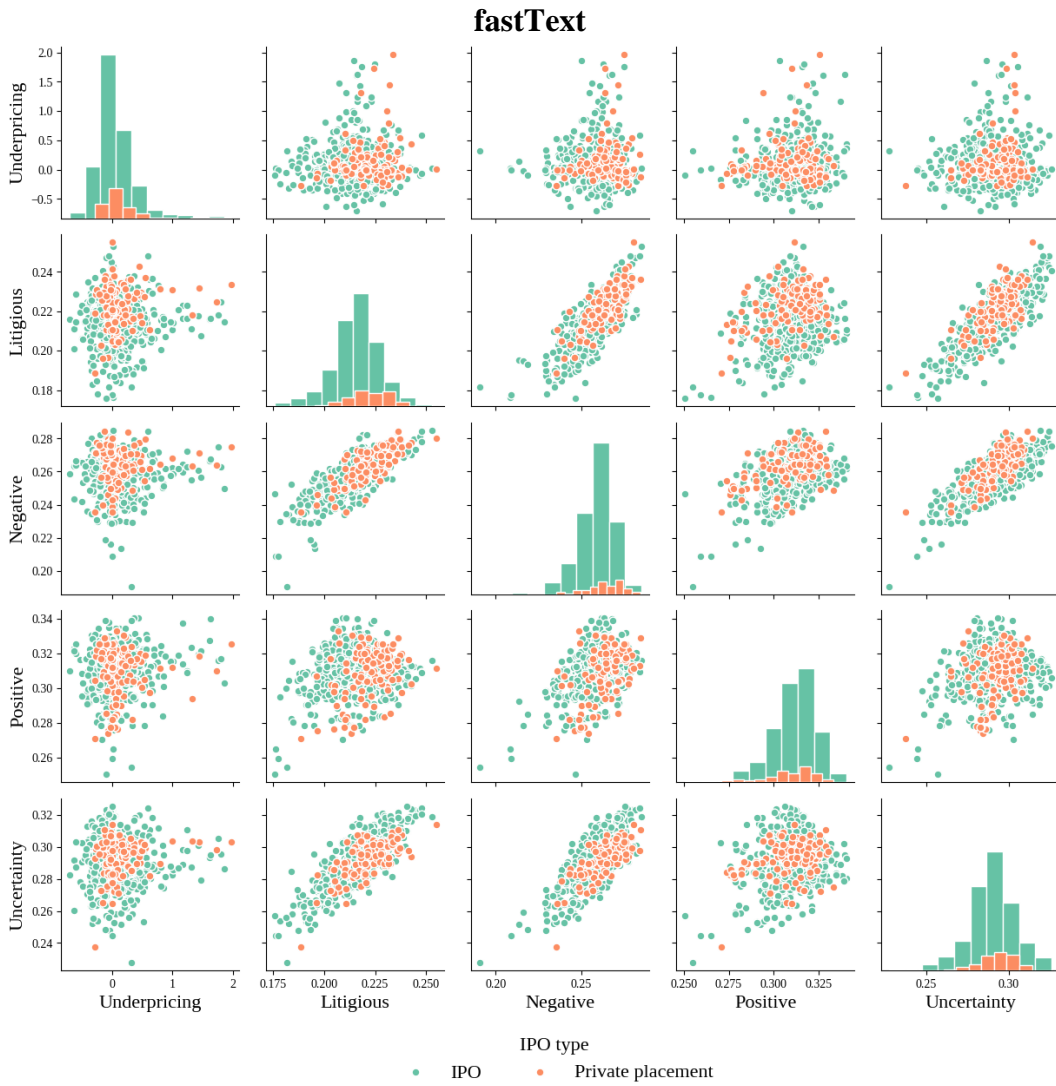 fastText
Underpricing
2.0
1.5
1.0
0.5
0.0
−0.5
Litigious
0.24
0.22
0.20
0.18
Negative
0.28
0.26
0.24
0.22
0.20
Positive
0.34
0.32
0.30
0.28
0.26
Uncertainty
0.32
0.30
0.28
0.26
0.24
0 1 2 0.175 0.200 0.225 0.250 0.20 0.25 0.250 0.275 0.300 0.325 0.25 0.30
Underpricing Litigious Negative Positive Uncertainty
IPO type
IPO Private placement